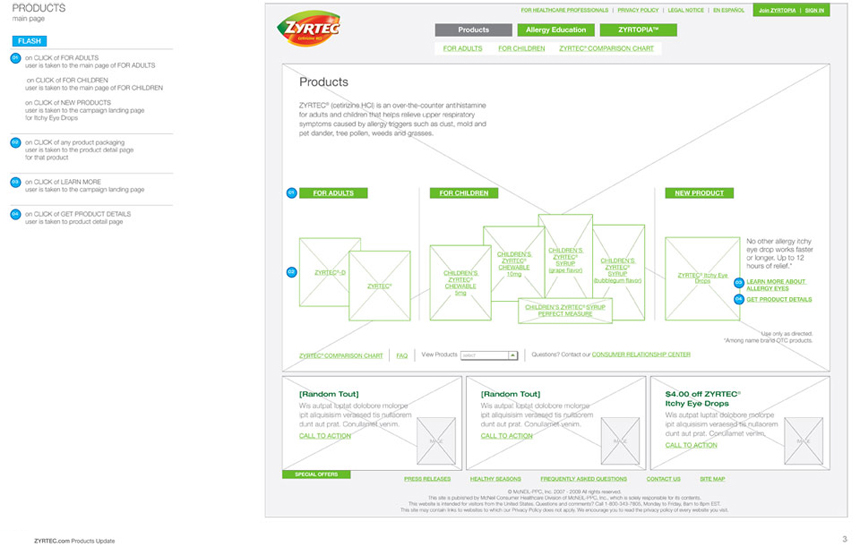 PRODUCTS
main page
FLASH
01 on CLICK of FOR ADULTS
user is taken to the main page of FOR ADULTS
on CLICK of FOR CHILDREN
user is taken to the main page of FOR CHILDREN
on CLICK of NEW PRODUCTS
user is taken to the campaign landing page
for Itchy Eye Drops
02 on CLICK of any product packaging
user is taken to the product detail page
for that product
03 on CLICK of LEARN MORE
user is taken to the campaign landing page
04 on CLICK of GET PRODUCT DETAILS
user is taken to product detail page
FOR HEALTHCARE PROFESSIONALS | PRIVACY POLICY | LEGAL NOTICE | EN ESPAÑOL
Join ZYRTOPIA | SIGN IN
ZYRTEC
cetirizine HCl
Products
Allergy Education
ZYRTOPIA™
FOR ADULTS
FOR CHILDREN
ZYRTEC® COMPARISON CHART
Products
ZYRTEC® (cetirizine HCl) is an over-the-counter antihistamine
for adults and children that helps relieve upper respiratory
symptoms caused by allergy triggers such as dust, mold and
pet dander, tree pollen, weeds and grasses.
01
FOR ADULTS
FOR CHILDREN
NEW PRODUCT
02
ZYRTEC®-D
ZYRTEC®
CHILDREN'S
ZYRTEC®
CHEWABLE
5mg
CHILDREN'S
ZYRTEC®
CHEWABLE
10mg
CHILDREN'S
ZYRTEC®
SYRUP
(grape flavor)
CHILDREN'S
ZYRTEC®
SYRUP
(bubblegum flavor)
CHILDREN'S ZYRTEC® SYRUP
PERFECT MEASURE
ZYRTEC® Itchy Eye
Drops
No other allergy itchy
eye drop works faster
or longer. Up to 12
hours of relief.*
03 LEARN MORE ABOUT
ALLERGY EYES
04 GET PRODUCT DETAILS
Use only as directed.
*Among name brand OTC products.
ZYRTEC® COMPARISON CHART
FAQ
View Products
select
Questions? Contact our CONSUMER RELATIONSHIP CENTER
[Random Tout]
Wis autpat luptat dolobore molorpe
ipit aliquisim veraessed tis nullaorem
dunt aut prat. Conullamet venim.
CALL TO ACTION
IMAGE
[Random Tout]
Wis autpat luptat dolobore molorpe
ipit aliquisim veraessed tis nullaorem
dunt aut prat. Conullamet venim.
CALL TO ACTION
IMAGE
$4.00 off ZYRTEC®
Itchy Eye Drops
Wis autpat luptat dolobore molorpe
ipit aliquisim veraessed tis nullaorem
dunt aut prat. Conullamet venim.
CALL TO ACTION
IMAGE
SPECIAL OFFERS
PRESS RELEASES
HEALTHY SEASONS
FREQUENTLY ASKED QUESTIONS
CONTACT US
SITE MAP
© McNEIL-PPC, Inc. 2007 - 2009 All rights reserved.
This site is published by McNeil Consumer Healthcare Division of McNEIL-PPC, Inc., which is solely responsible for its contents.
This website is intended for visitors from the United States. Questions and comments? Call 1-800-343-7805, Monday to Friday, 8am to 8pm EST.
This site may contain links to websites to which our Privacy Policy does not apply. We encourage you to read the privacy policy of every website you visit.
ZYRTEC.com Products Update
3